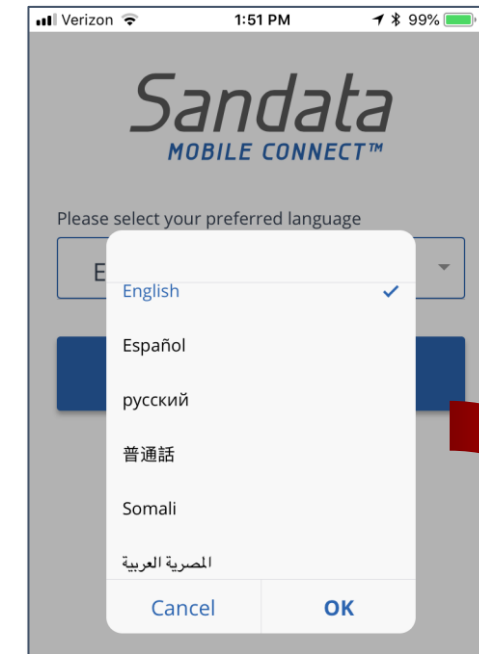 Verizon 1:51 PM 99%
Sandata
MOBILE CONNECT™
Please select your preferred language
E
English
Español
русский
普通話
Somali
المصرية العربية
Cancel OK